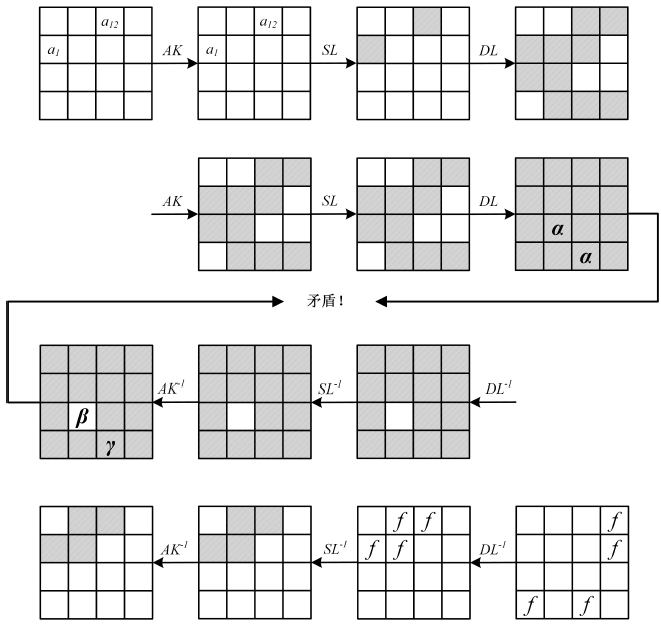 a12
a12
a1 AK a1 SL DL
AK SL DL
α
α
矛盾！
AK-1 SL-1 DL-1
β
γ
f f f
AK-1 SL-1 f f DL-1 f
f f